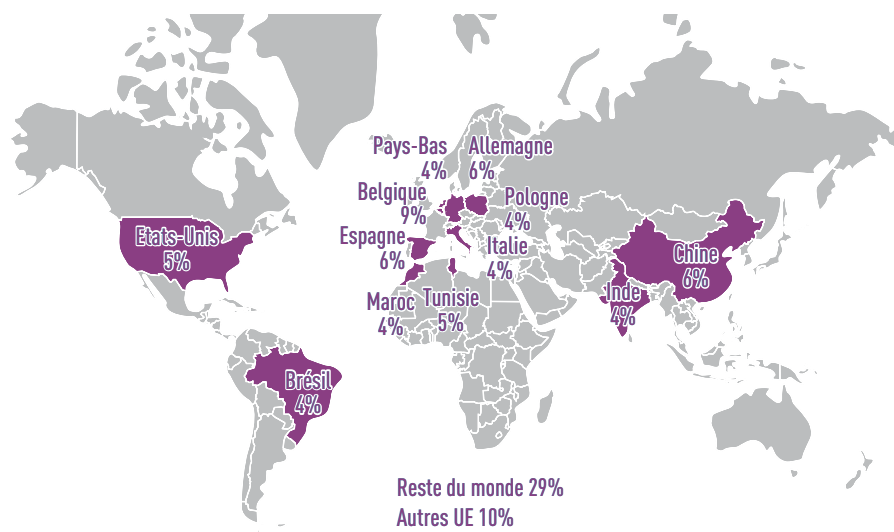 Pays-Bas
4%
Allemagne
6%
Belgique
9%
Pologne
4%
Etats-Unis
5%
Espagne
6%
Italie
4%
Chine
6%
Maroc
4%
Tunisie
5%
Inde
4%
Brésil
4%
Reste du monde 29%
Autres UE 10%